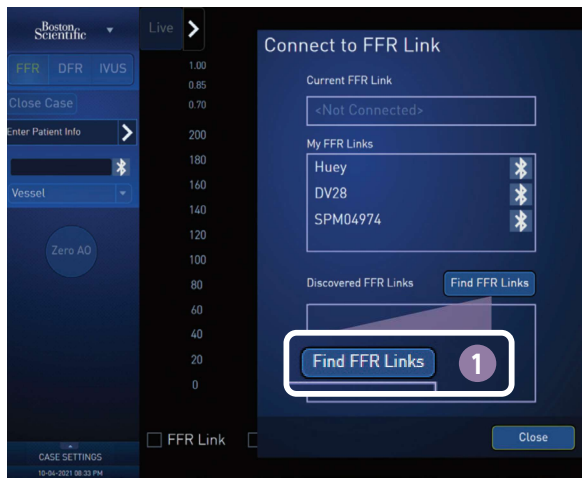 Boston
Scientific
Live
FFR DFR IVUS
Close Case
Enter Patient Info
Vessel
Zero AO
CASE SETTINGS
10-04-2021 08:33 PM
1.00
0.85
0.70
200
180
160
140
120
100
80
60
40
20
0
FFR Link
Connect to FFR Link
Current FFR Link
<Not Connected>
My FFR Links
Huey
DV28
SPM04974
Discovered FFR Links
Find FFR Links
Find FFR Links
1
Close